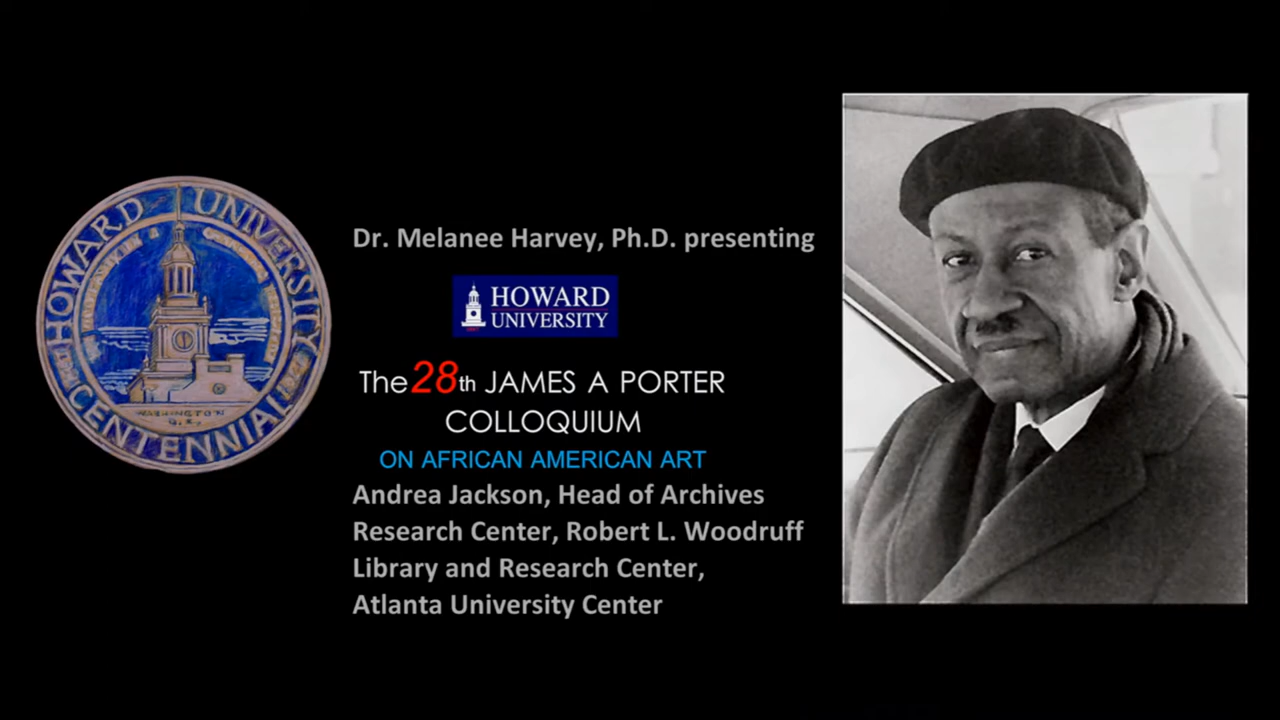 HOWARD UNIVERSITY
CENTENNIAL
WASHINGTON
D.C.
Dr. Melanee Harvey, Ph.D. presenting
HOWARD
UNIVERSITY
The 28th JAMES A PORTER
COLLOQUIUM
ON AFRICAN AMERICAN ART
Andrea Jackson, Head of Archives
Research Center, Robert L. Woodruff
Library and Research Center,
Atlanta University Center